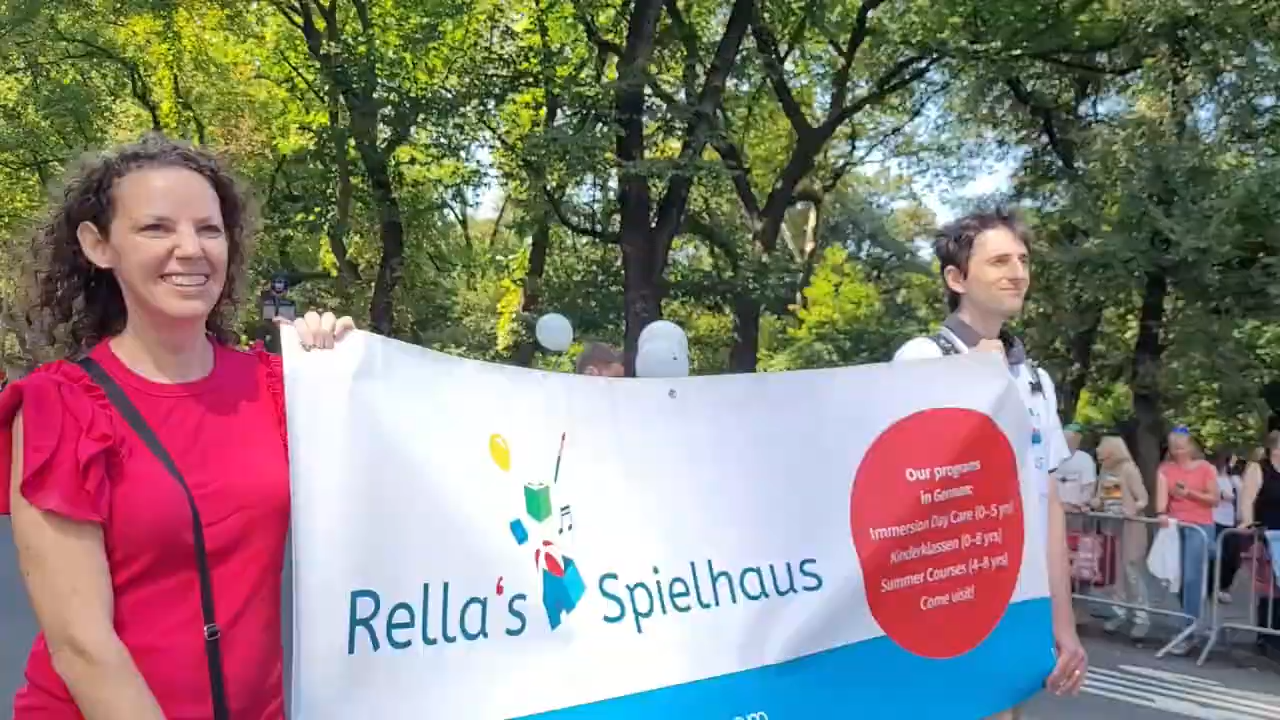 Rella's Spielhaus
Our programs
in German:
Immersion Day Care (0–5 yrs)
Kinderklassen (0–8 yrs)
Summer Courses (4–8 yrs)
Come visit!